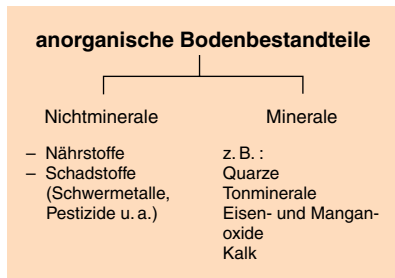 anorganische Bodenbestandteile
Nichtminerale
– Nährstoffe
– Schadstoffe
(Schwermetalle,
Pestizide u. a.)
Minerale
z. B. :
Quarze
Tonminerale
Eisen- und Mangan-
oxide
Kalk